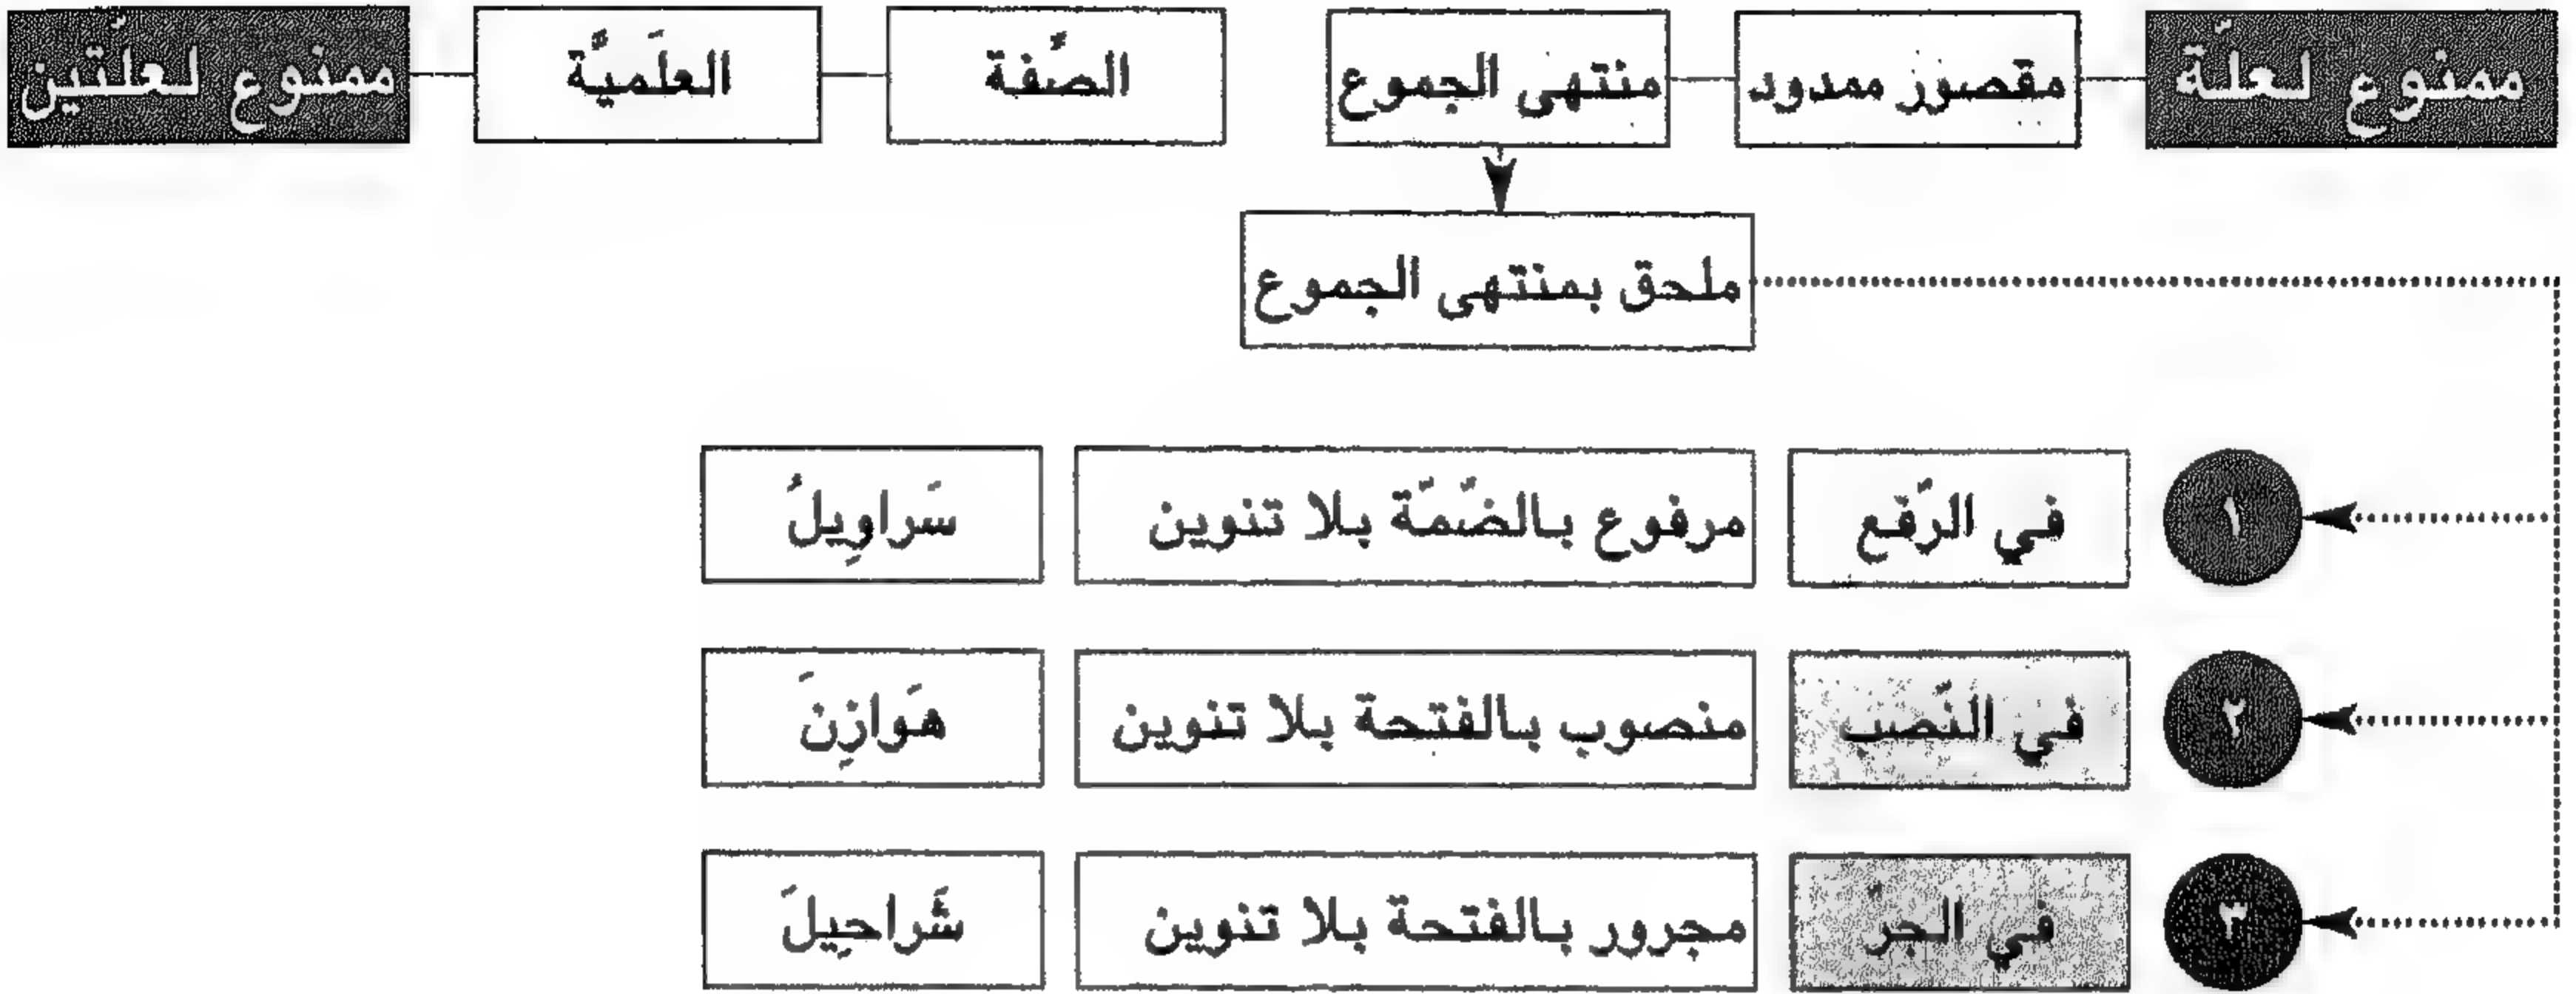 ممنوع لعلّة
مقصور ممدود
منتهى الجموع
الصِّفة
العلَميَّة
ممنوع لعلّتين
ملحق بمنتهى الجموع
١ في الرّفع مرفوع بالضّمّة بلا تنوين سَراوِيلُ
٢ في النّصب منصوب بالفتحة بلا تنوين هَوازِنَ
٣ في الجرّ مجرور بالفتحة بلا تنوين شَراحِيلَ